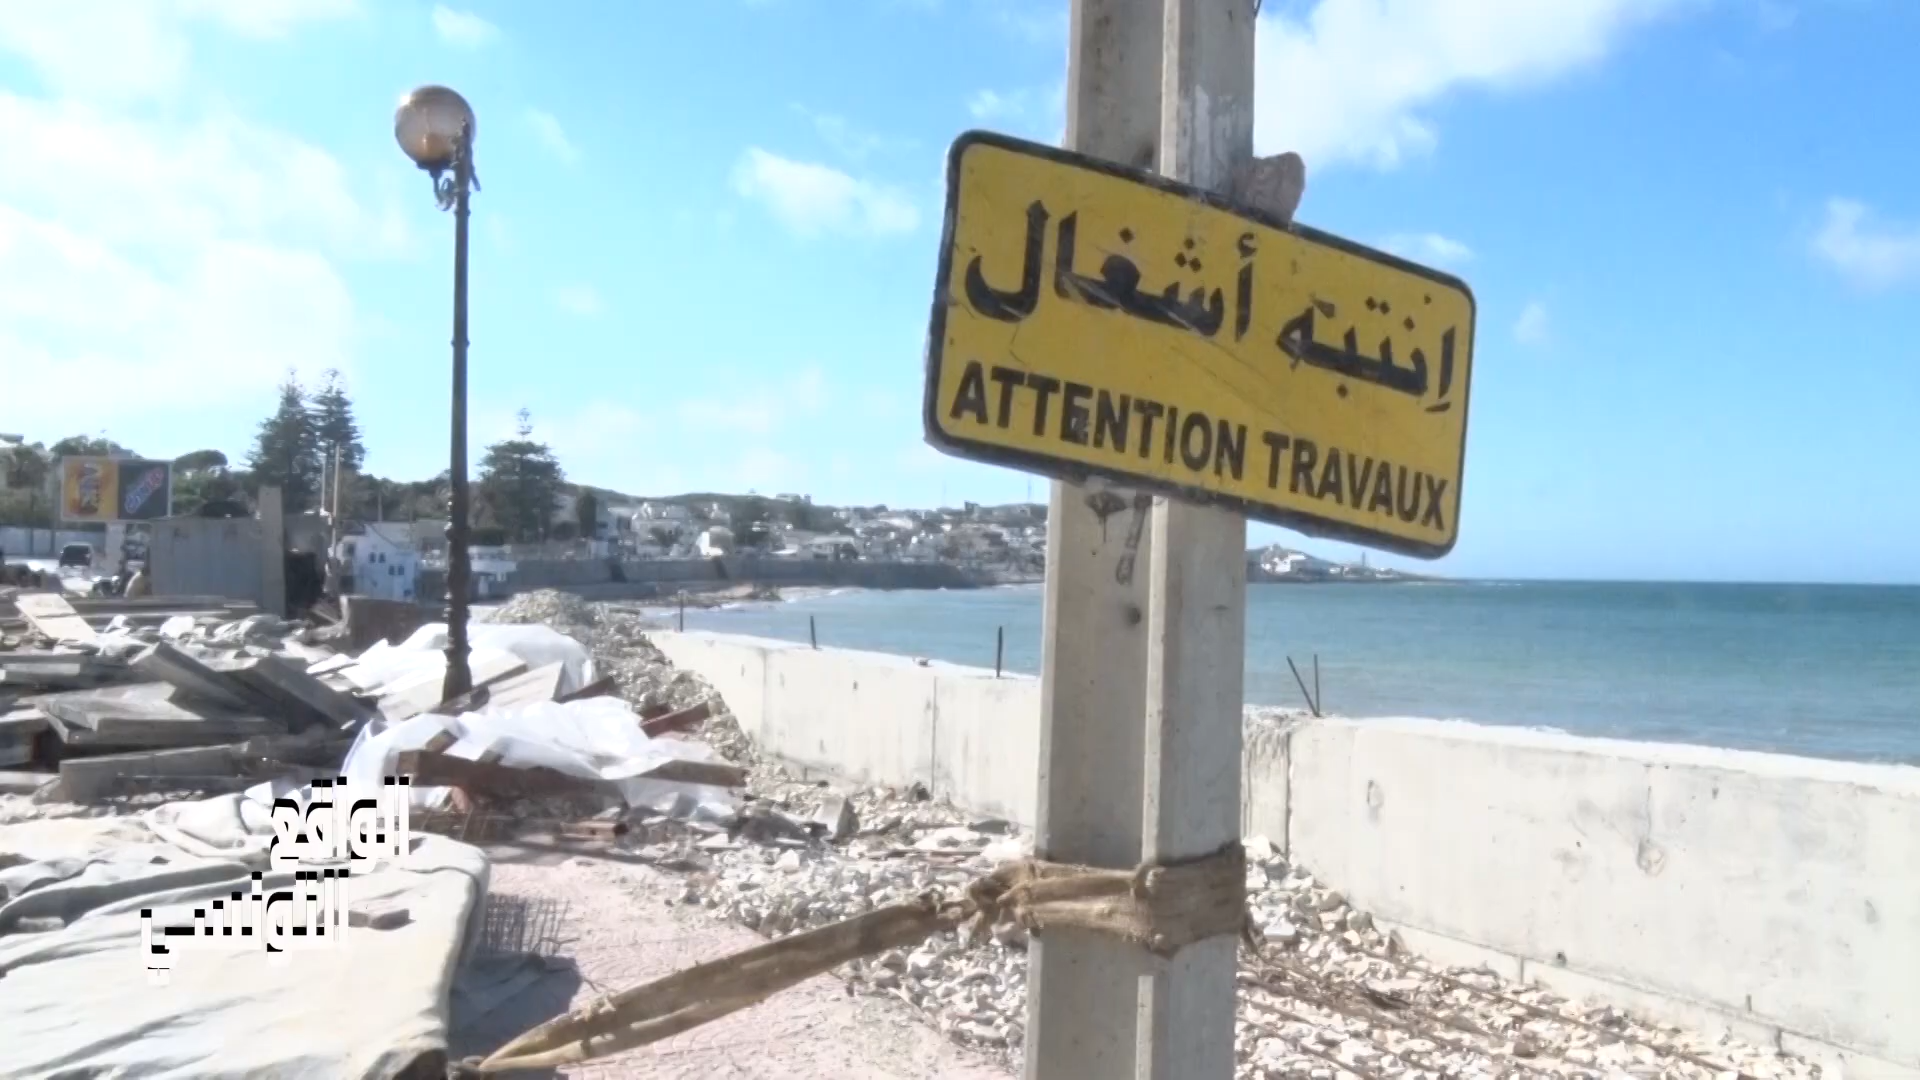 إنتبه أشغال
ATTENTION TRAVAUX
الواقع
التونسي